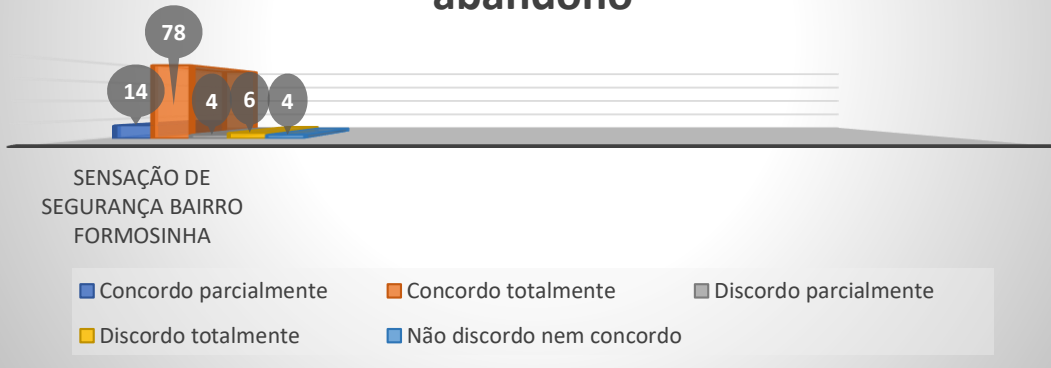 abandono
78
14
4
6
4
SENSAÇÃO DE
SEGURANÇA BAIRRO
FORMOSINHA
Concordo parcialmente
Concordo totalmente
Discordo parcialmente
Discordo totalmente
Não discordo nem concordo